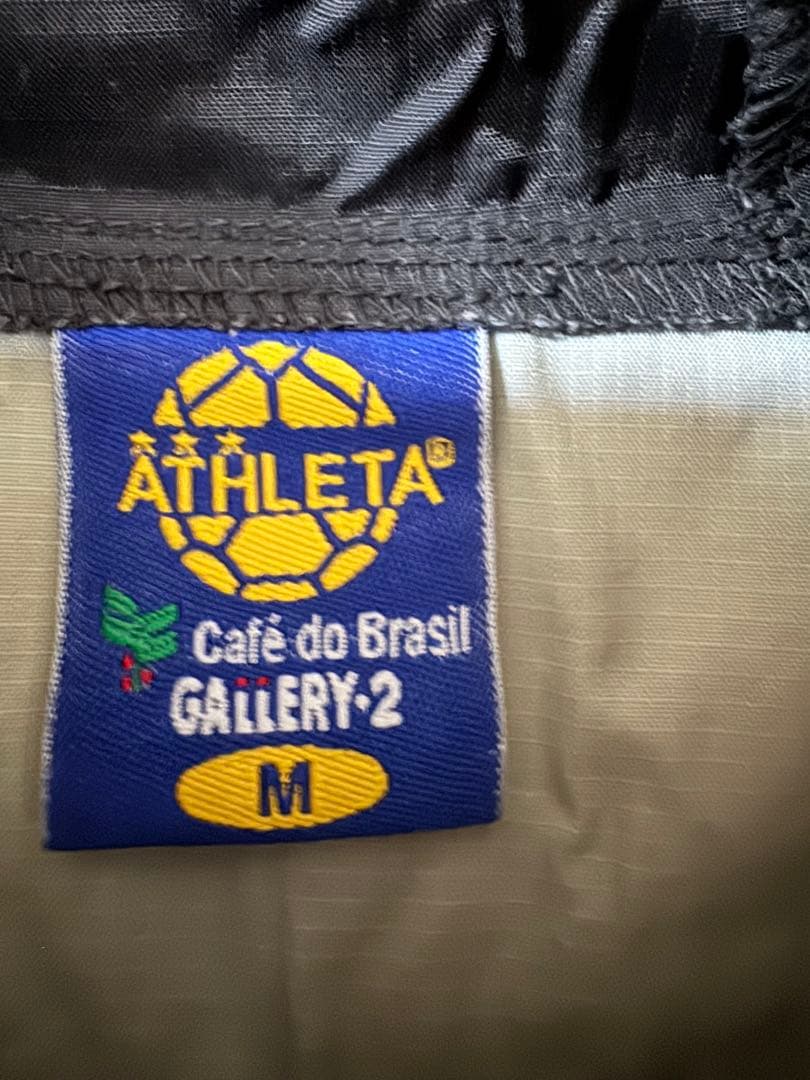 ATHLETA®
Café do Brasil
GALLERY·2
M